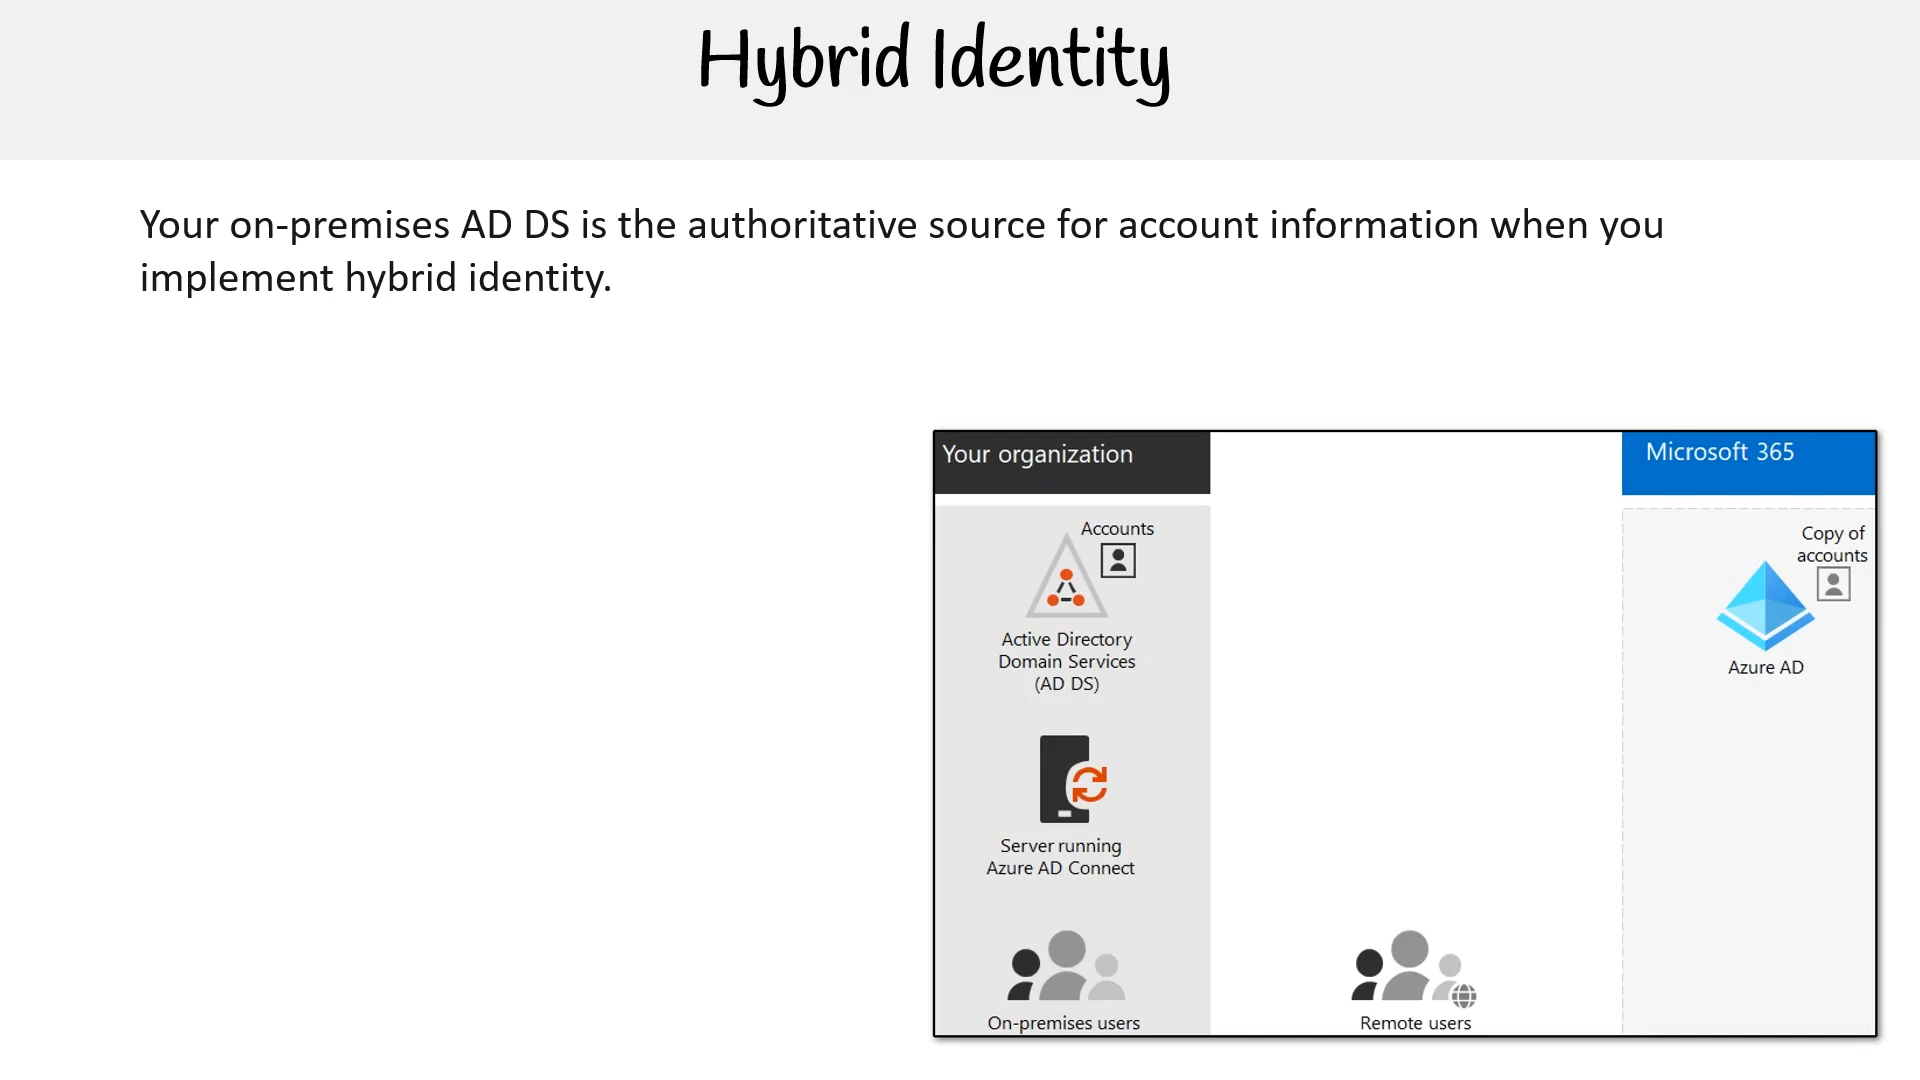 Hybrid Identity
Your on-premises AD DS is the authoritative source for account information when you
implement hybrid identity.
Your organization
Microsoft 365
Accounts
Active Directory
Domain Services
(AD DS)
Copy of
accounts
Azure AD
Server running
Azure AD Connect
On-premises users
Remote users